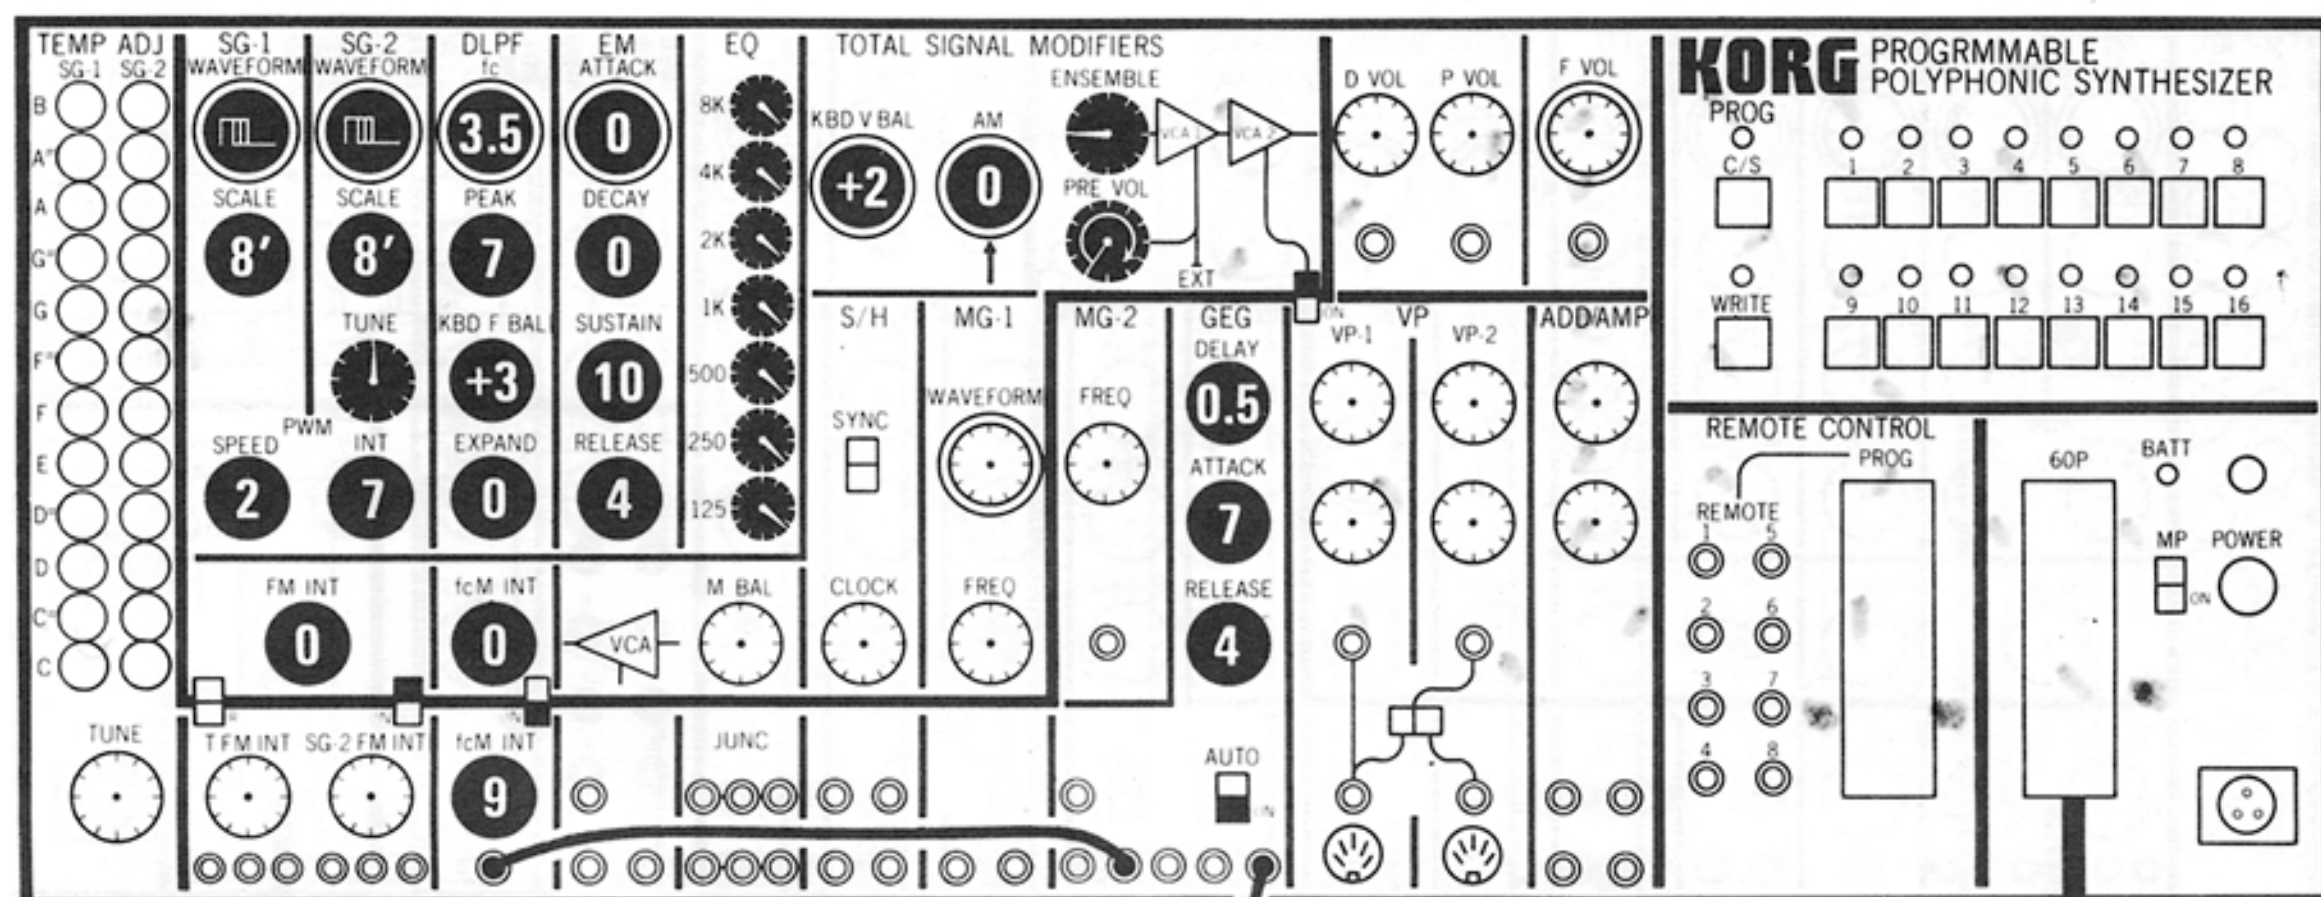 TEMP ADJ
SG-1 SG-2
B
A#
A
G#
G
F#
F
E
D#
D
C#
C
TUNE
SG-1
WAVEFORM
SCALE
8'
SPEED
2
SG-2
WAVEFORM
SCALE
8'
TUNE
PWM
INT
7
DLPF
fc
3.5
PEAK
7
KBD F BAL
+3
EXPAND
0
EM
ATTACK
0
DECAY
0
SUSTAIN
10
RELEASE
4
EQ
8K
4K
2K
1K
500
250
125
FM INT
0
fcM INT
0
VCA
M BAL
T FM INT
SG-2 FM INT
fcM INT
9
JUNC
TOTAL SIGNAL MODIFIERS
KBD V BAL
+2
AM
0
ENSEMBLE
VCA 1
VCA 2
PRE VOL
EXT
ON
S/H
SYNC
CLOCK
MG-1
WAVEFORM
FREQ
MG-2
FREQ
GEG
DELAY
0.5
ATTACK
7
RELEASE
4
AUTO
D VOL
P VOL
F VOL
VP
VP-1
VP-2
ADD/AMP
KORG PROGRMMABLE
POLYPHONIC SYNTHESIZER
PROG
C/S
1 2 3 4 5 6 7 8
WRITE
9 10 11 12 13 14 15 16
REMOTE CONTROL
PROG
REMOTE
1 5
2 6
3 7
4 8
60P
BATT
MP
ON
POWER